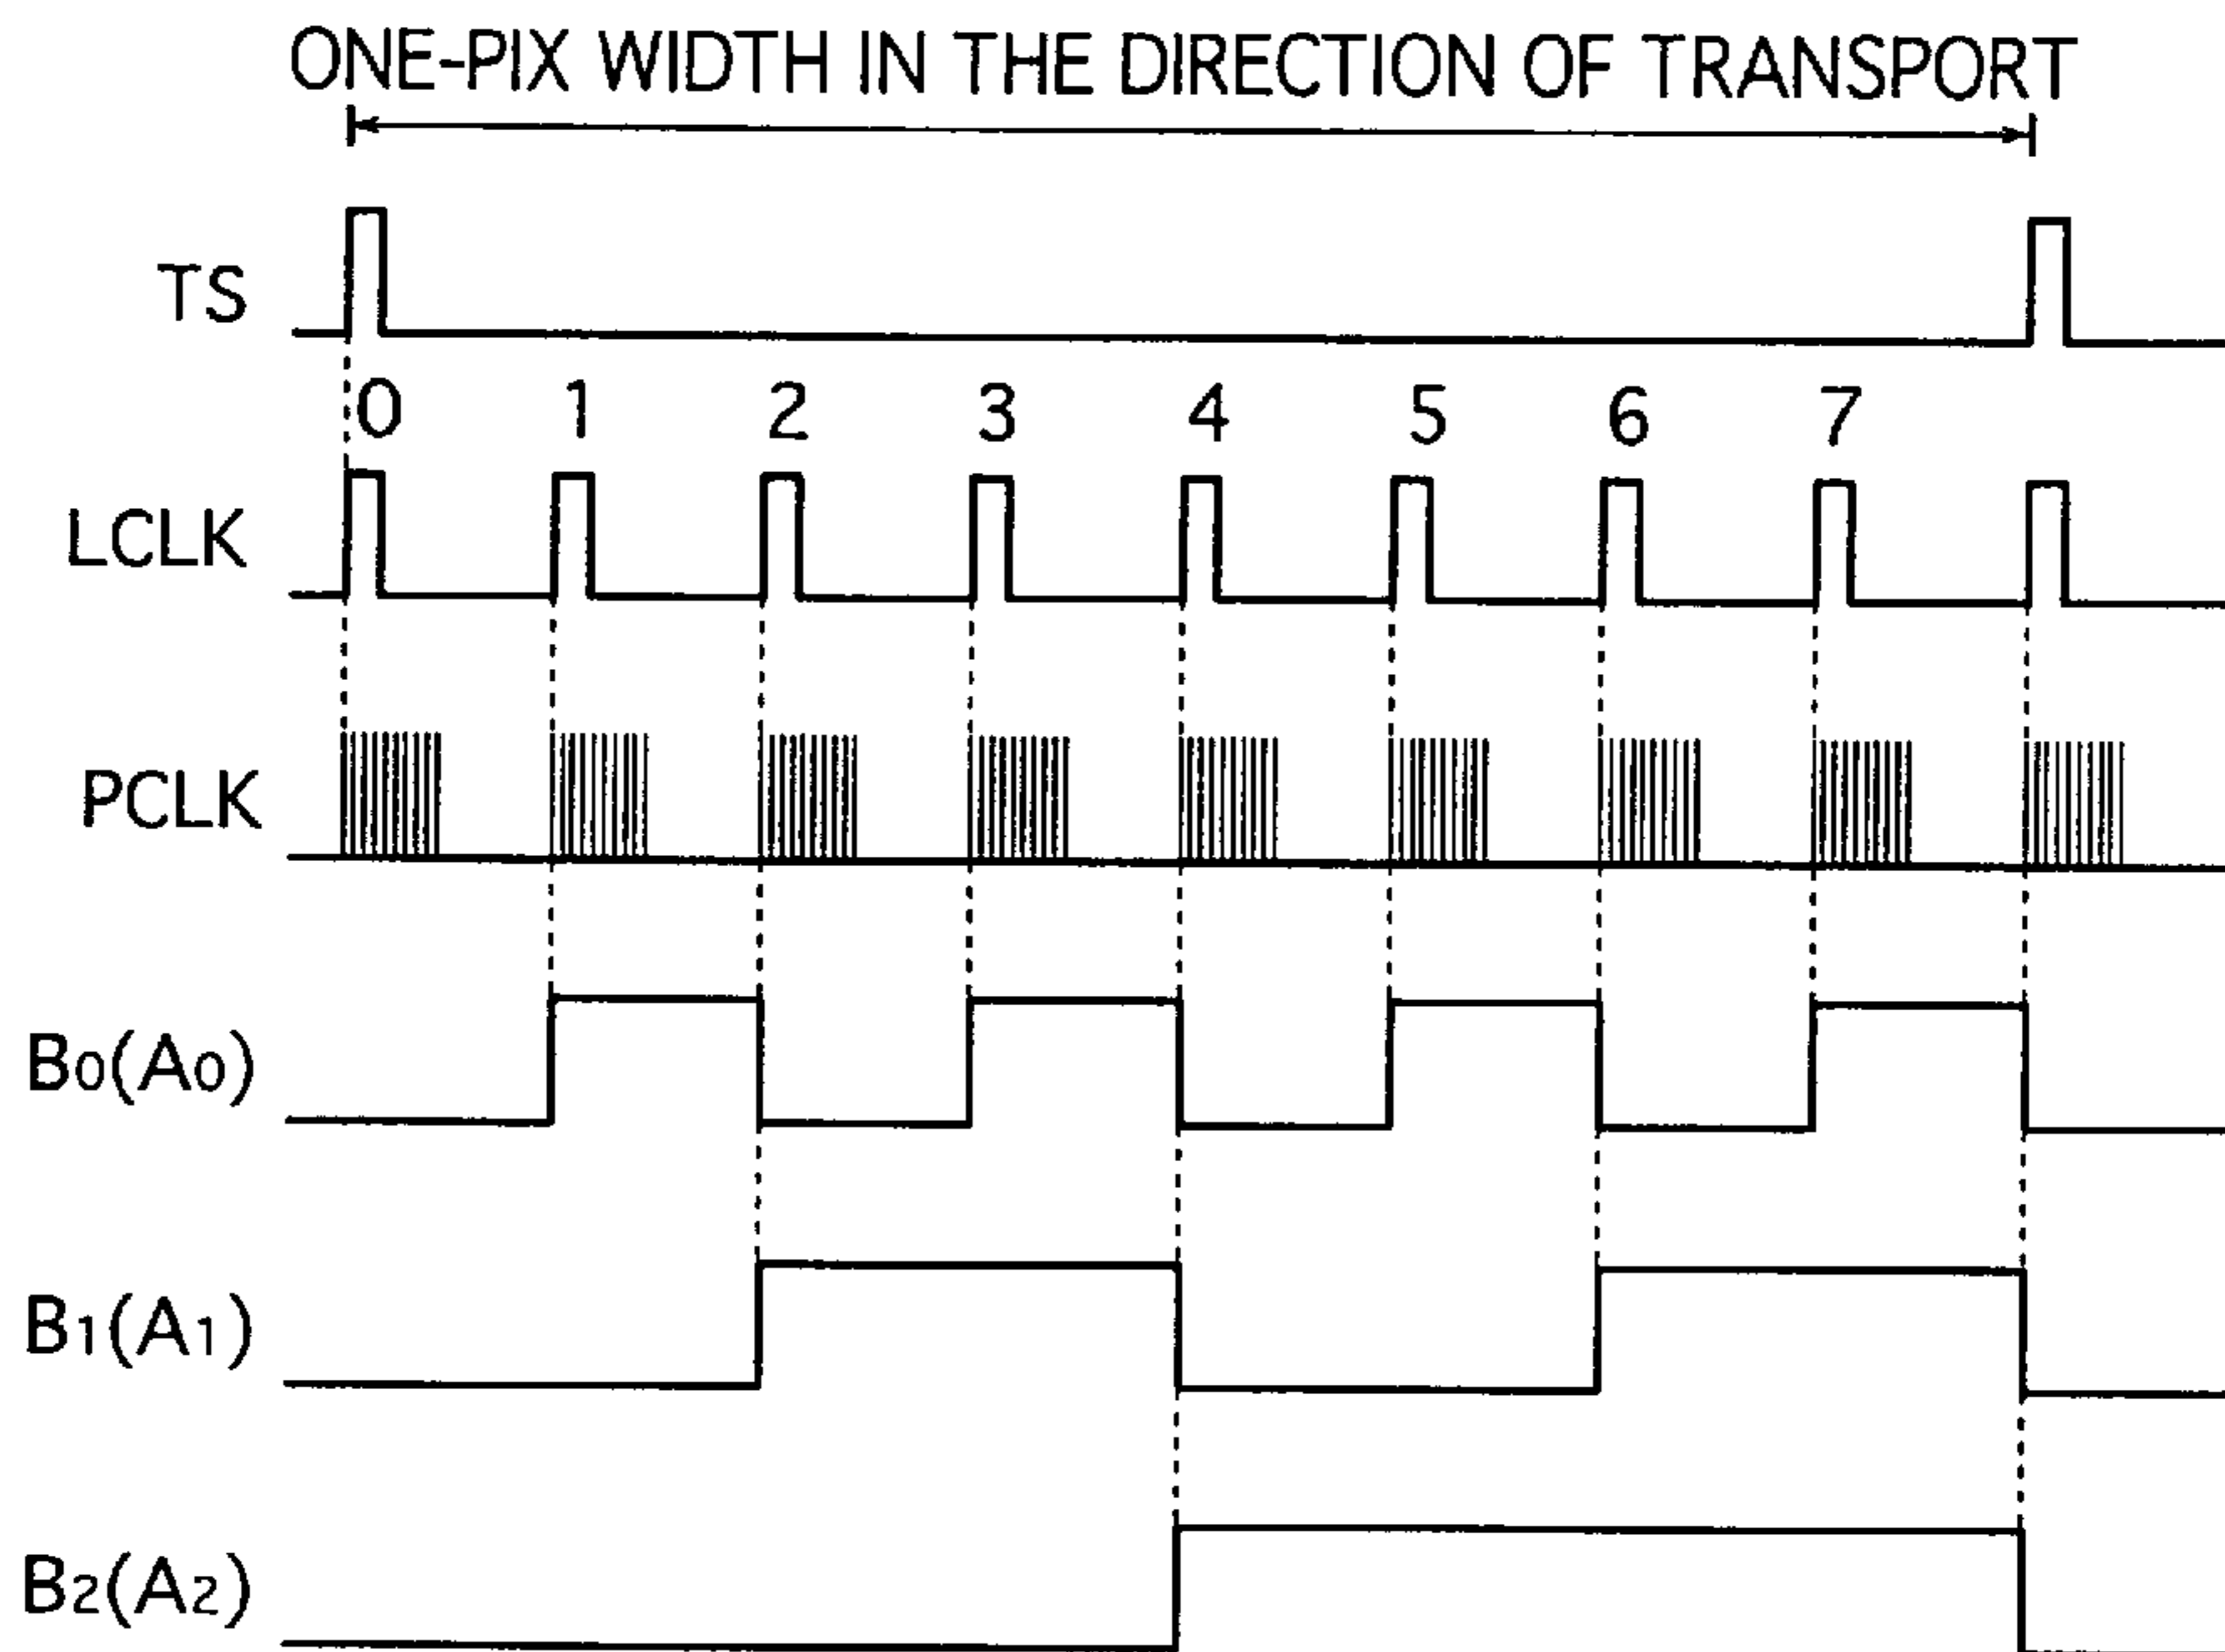 ONE-PIX WIDTH IN THE DIRECTION OF TRANSPORT
TS
0 1 2 3 4 5 6 7
LCLK
PCLK
B0(A0)
B1(A1)
B2(A2)